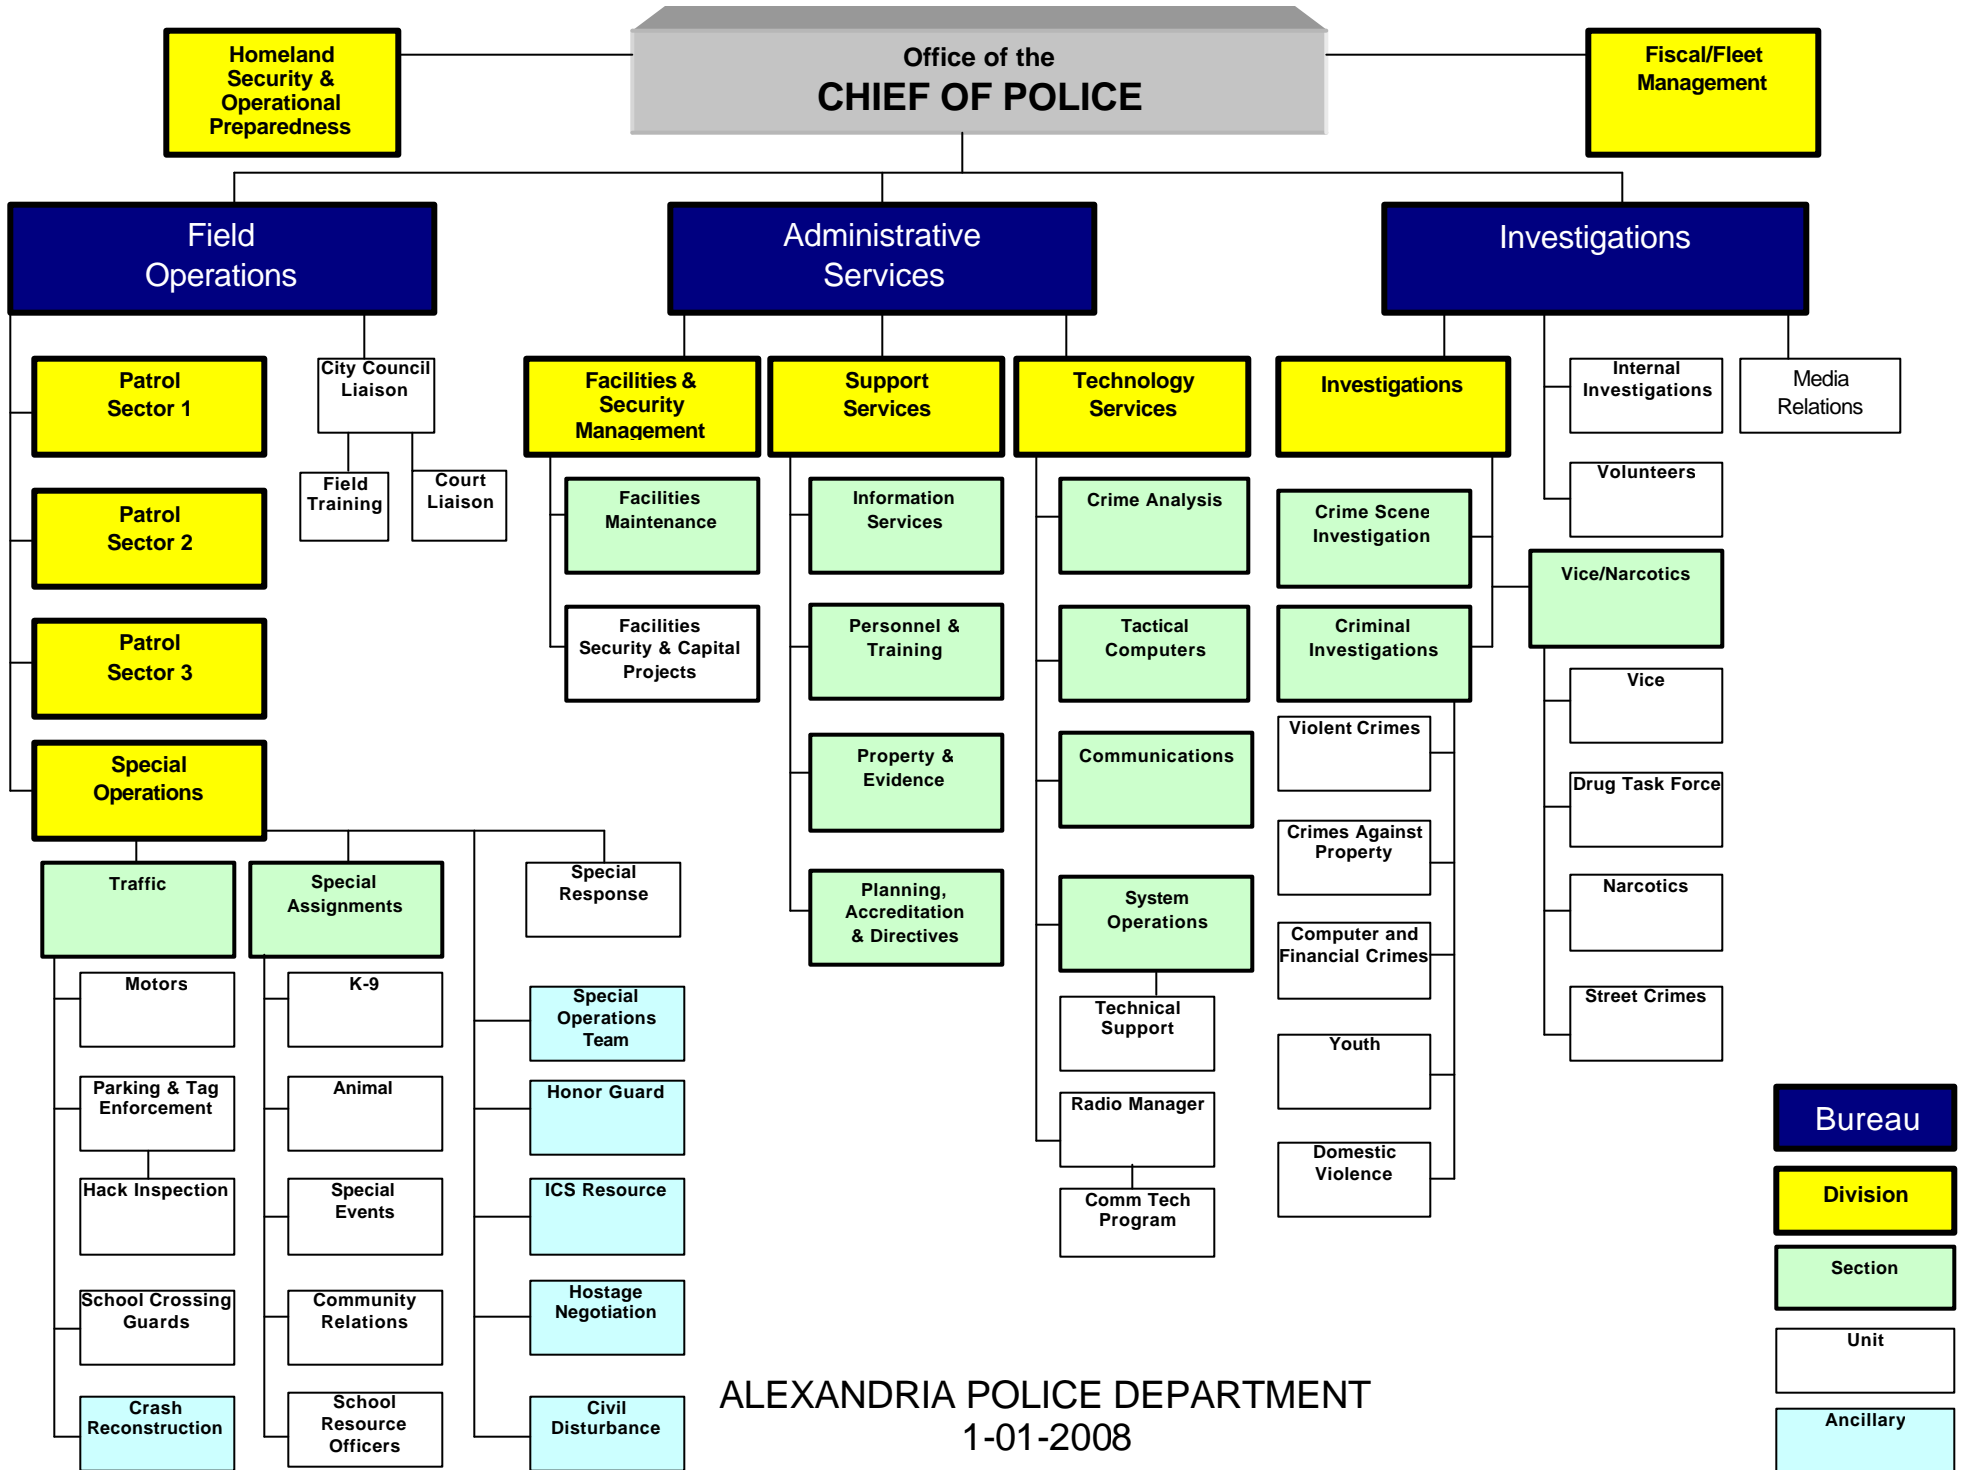 Homeland
Security &
Operational
Preparedness
Office of the
CHIEF OF POLICE
Fiscal/Fleet
Management
Field
Operations
Administrative
Services
Investigations
Patrol
Sector 1
City Council
Liaison
Field
Training
Court
Liaison
Patrol
Sector 2
Patrol
Sector 3
Special
Operations
Traffic
Special
Assignments
Special
Response
Motors
Parking & Tag
Enforcement
Hack Inspection
School Crossing
Guards
Crash
Reconstruction
K-9
Animal
Special
Events
Community
Relations
School
Resource
Officers
Special
Operations
Team
Honor Guard
ICS Resource
Hostage
Negotiation
Civil
Disturbance
Facilities &
Security
Management
Facilities
Maintenance
Facilities
Security & Capital
Projects
Support
Services
Information
Services
Personnel &
Training
Property &
Evidence
Planning,
Accreditation
& Directives
Technology
Services
Crime Analysis
Tactical
Computers
Communications
System
Operations
Technical
Support
Radio Manager
Comm Tech
Program
Investigations
Crime Scene
Investigation
Criminal
Investigations
Violent Crimes
Crimes Against
Property
Computer and
Financial Crimes
Youth
Domestic
Violence
Internal
Investigations
Volunteers
Media
Relations
Vice/Narcotics
Vice
Drug Task Force
Narcotics
Street Crimes
Bureau
Division
Section
Unit
Ancillary
ALEXANDRIA POLICE DEPARTMENT
1-01-2008